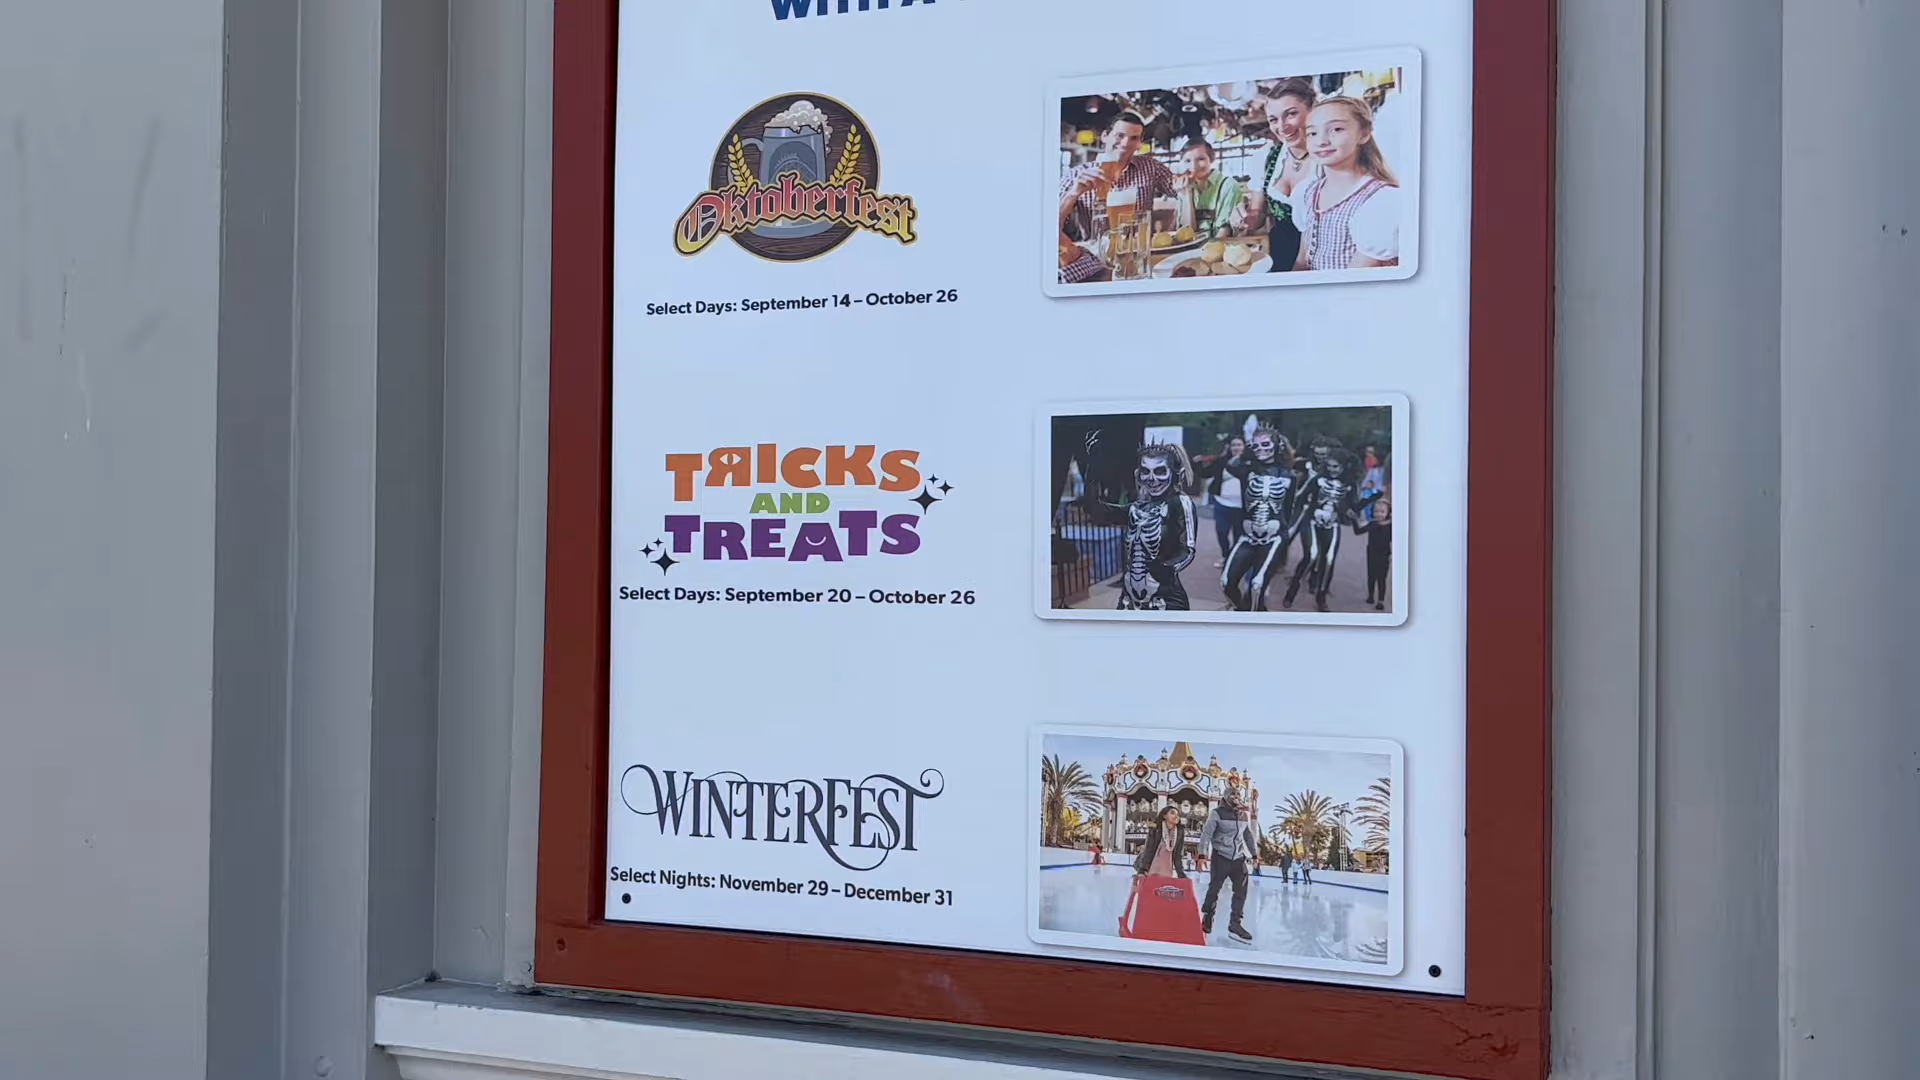 WITH A
Oktoberfest
Select Days: September 14 – October 26
TRICKS
AND
TREATS
Select Days: September 20 – October 26
WINTERFEST
Select Nights: November 29 – December 31